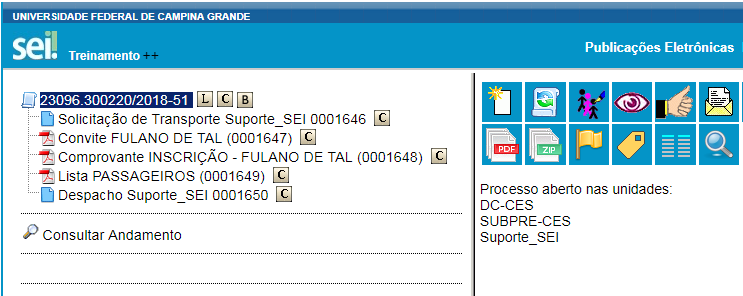 UNIVERSIDADE FEDERAL DE CAMPINA GRANDE
sei!
Treinamento ++
Publicações Eletrônicas
23096.300220/2018-51 L C B
Solicitação de Transporte Suporte_SEI 0001646 C
Convite FULANO DE TAL (0001647) C
Comprovante INSCRIÇÃO - FULANO DE TAL (0001648) C
Lista PASSAGEIROS (0001649) C
Despacho Suporte_SEI 0001650 C
Consultar Andamento
PDF
ZIP
Processo aberto nas unidades:
DC-CES
SUBPRE-CES
Suporte_SEI